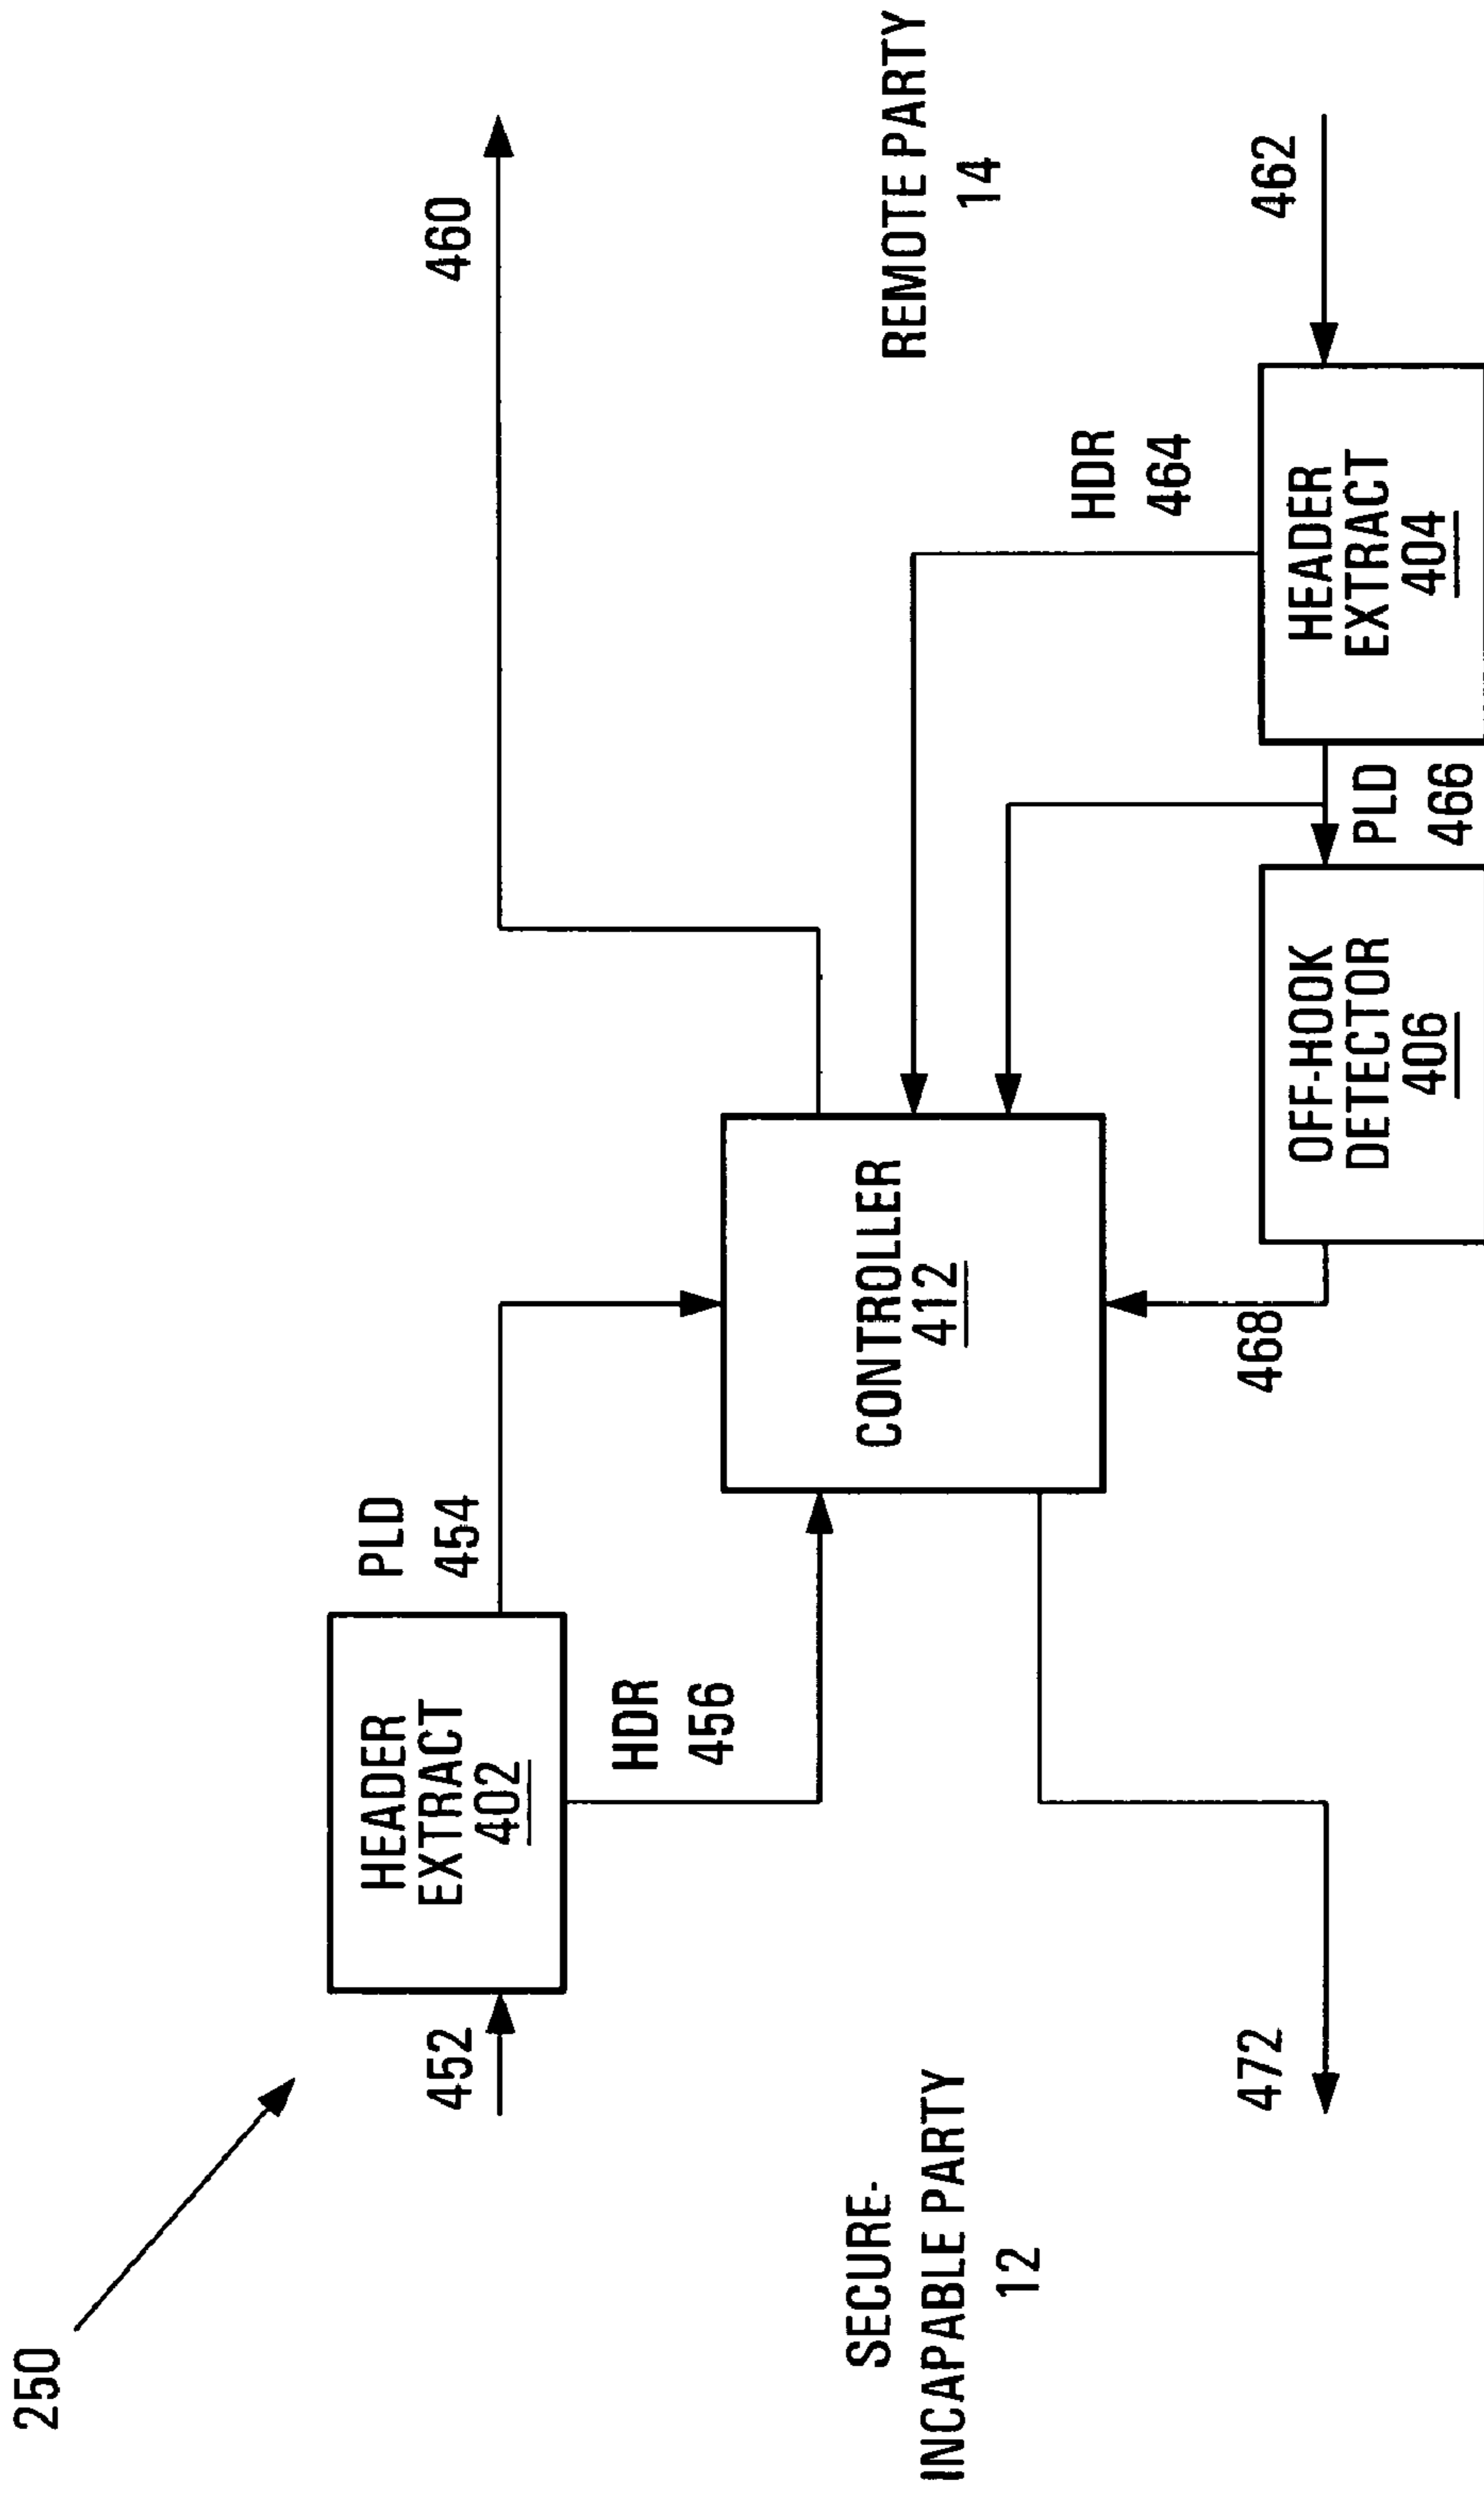 250
452
HEADER
EXTRACT
402
PLD
454
HDR
456
460
SECURE-
INCAPABLE PARTY
12
CONTROLLER
412
REMOTE PARTY
14
472
468
OFF-HOOK
DETECTOR
406
PLD
466
HDR
464
HEADER
EXTRACT
404
462